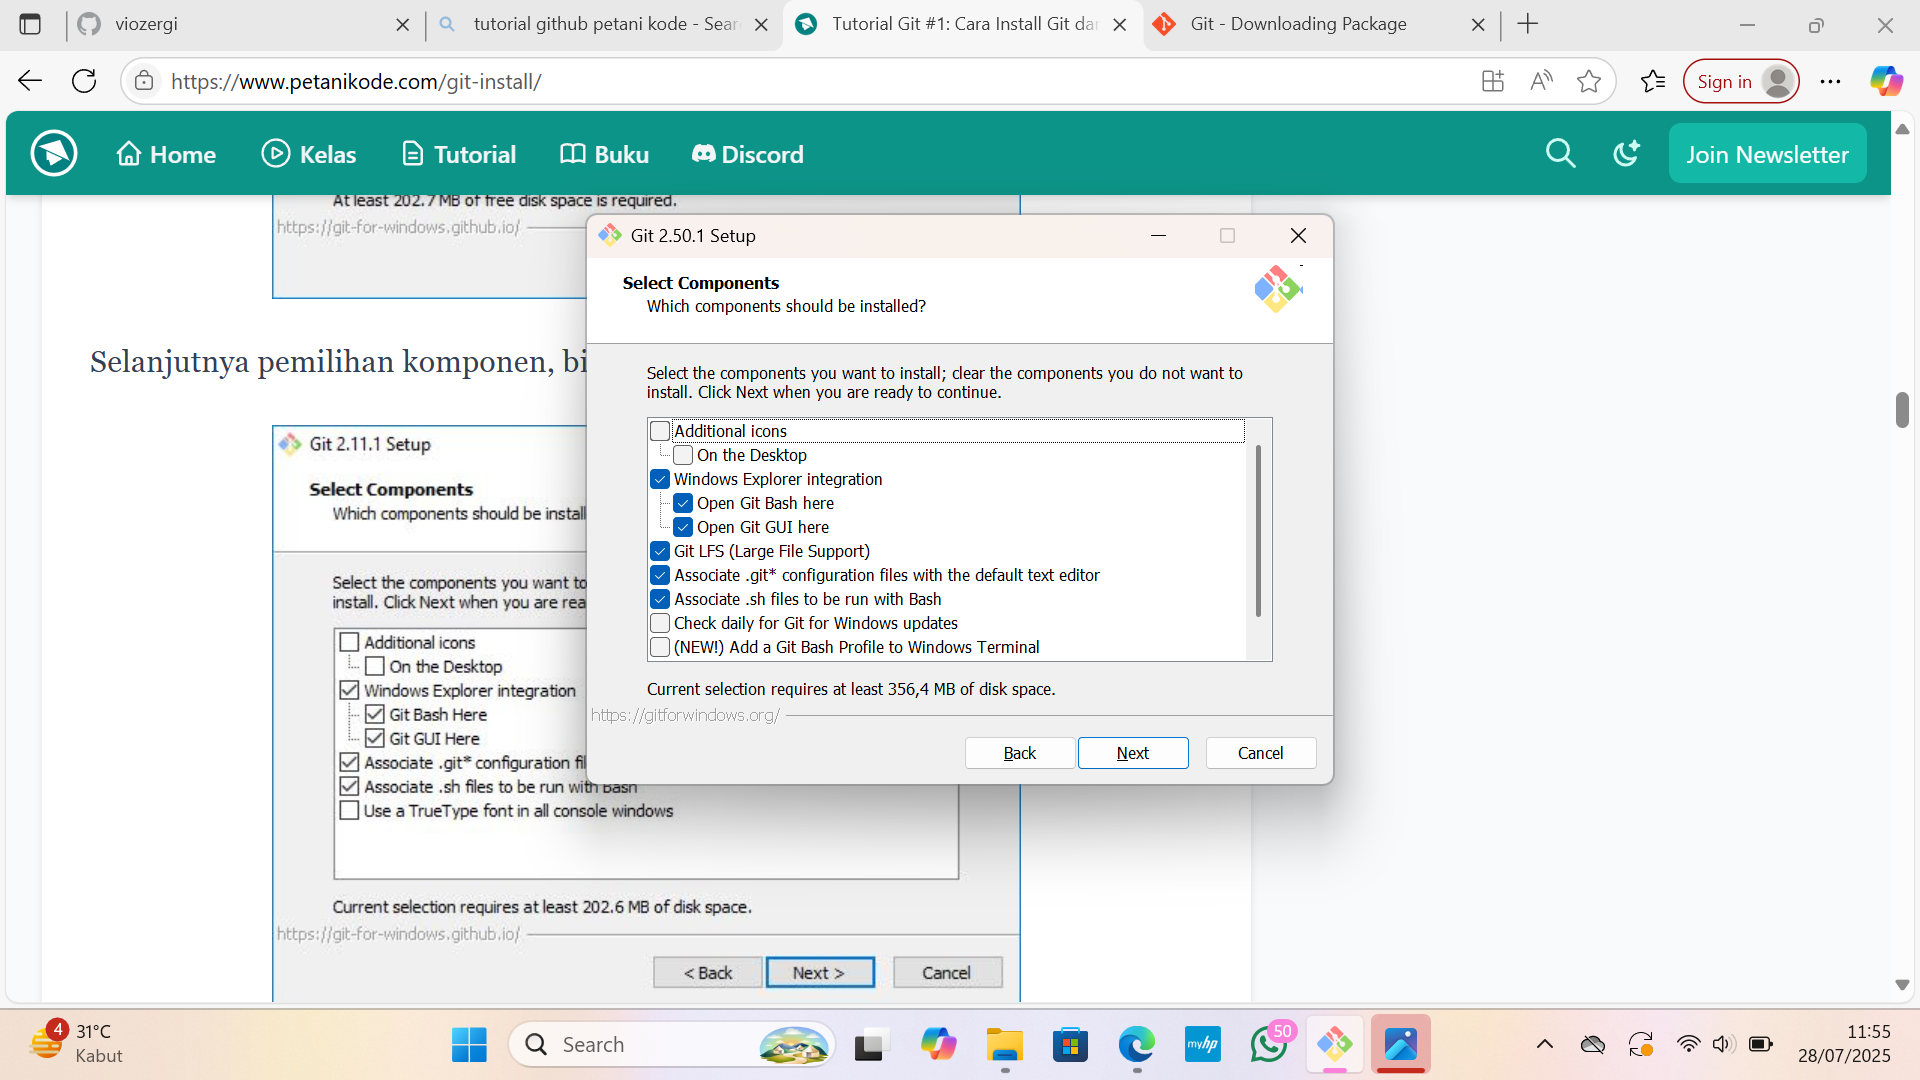 viozergi
tutorial github petani kode - Sear
Tutorial Git #1: Cara Install Git da
Git - Downloading Package
https://www.petanikode.com/git-install/
Sign in
Home
Kelas
Tutorial
Buku
Discord
Join Newsletter
At least 202.7 MB of free disk space is required.
https://git-for-windows.github.io/
Selanjutnya pemilihan komponen, bi
Git 2.11.1 Setup
Select Components
Which components should be install
Select the components you want to
install. Click Next when you are rea
Additional icons
On the Desktop
Windows Explorer integration
Git Bash Here
Git GUI Here
Associate .git* configuration fil
Associate .sh files to be run with Bash
Use a TrueType font in all console windows
Current selection requires at least 202.6 MB of disk space.
https://git-for-windows.github.io/
< Back
Next >
Cancel
Git 2.50.1 Setup
Select Components
Which components should be installed?
Select the components you want to install; clear the components you do not want to
install. Click Next when you are ready to continue.
Additional icons
On the Desktop
Windows Explorer integration
Open Git Bash here
Open Git GUI here
Git LFS (Large File Support)
Associate .git* configuration files with the default text editor
Associate .sh files to be run with Bash
Check daily for Git for Windows updates
(NEW!) Add a Git Bash Profile to Windows Terminal
Current selection requires at least 356,4 MB of disk space.
https://gitforwindows.org/
Back
Next
Cancel
4
31°C
Kabut
Search
myhp
50
11:55
28/07/2025